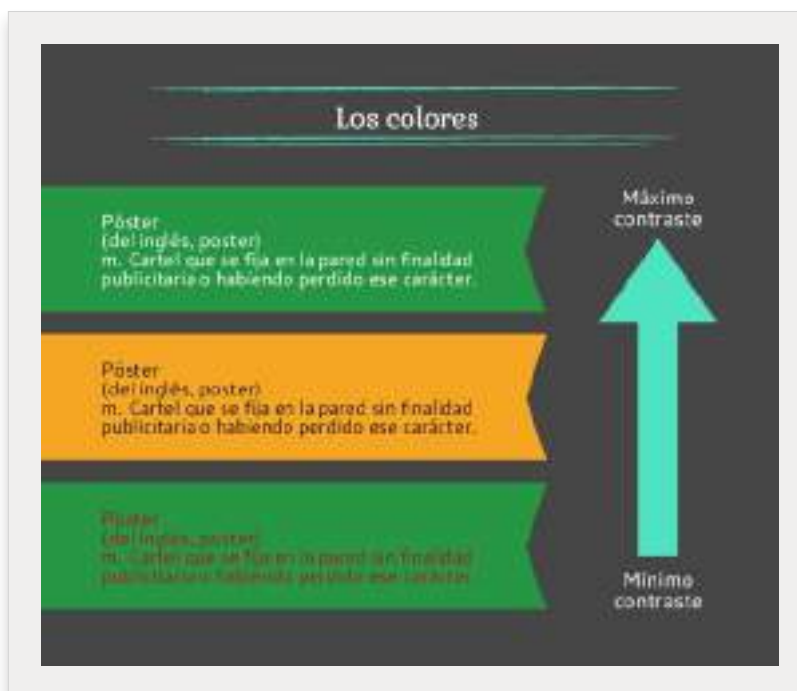 Los colores
Póster
(del inglés, poster)
m. Cartel que se fija en la pared sin finalidad
publicitaria o habiendo perdido ese carácter.
Máximo
contraste
Póster
(del inglés, poster)
m. Cartel que se fija en la pared sin finalidad
publicitaria o habiendo perdido ese carácter.
Póster
(del inglés, poster)
m. Cartel que se fija en la pared sin finalidad
publicitaria o habiendo perdido ese carácter.
Mínimo
contraste